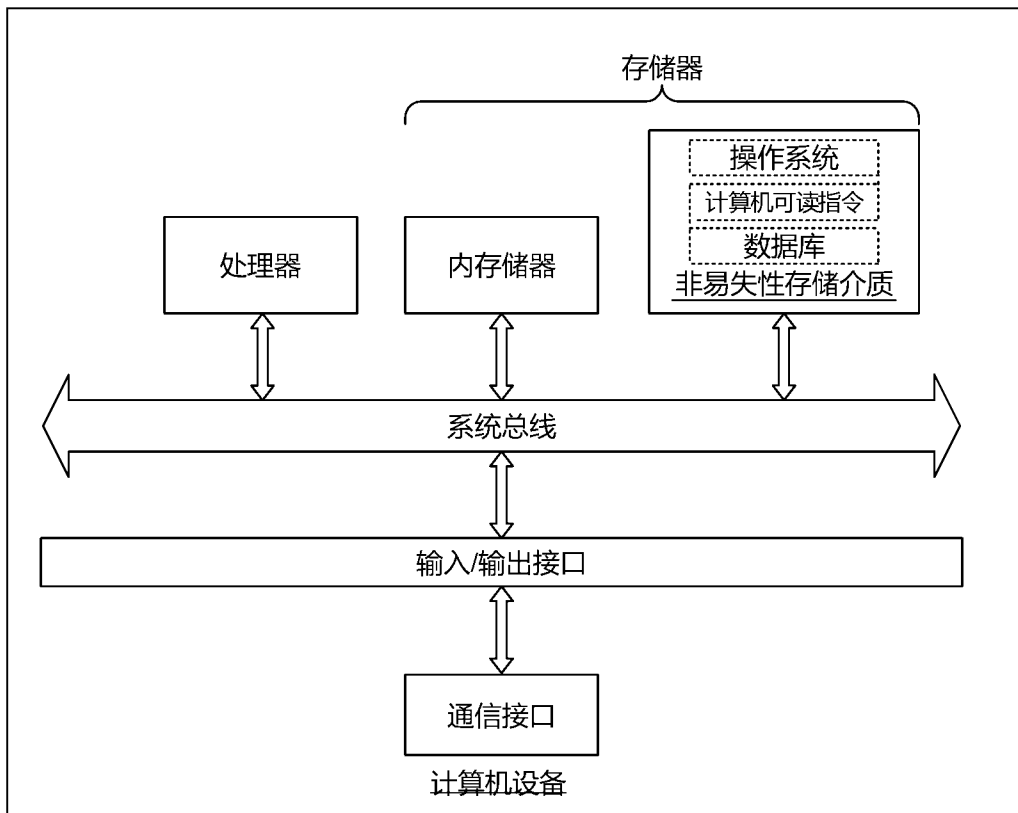 存储器
操作系统
计算机可读指令
数据库
非易失性存储介质
处理器
内存储器
系统总线
输入/输出接口
通信接口
计算机设备